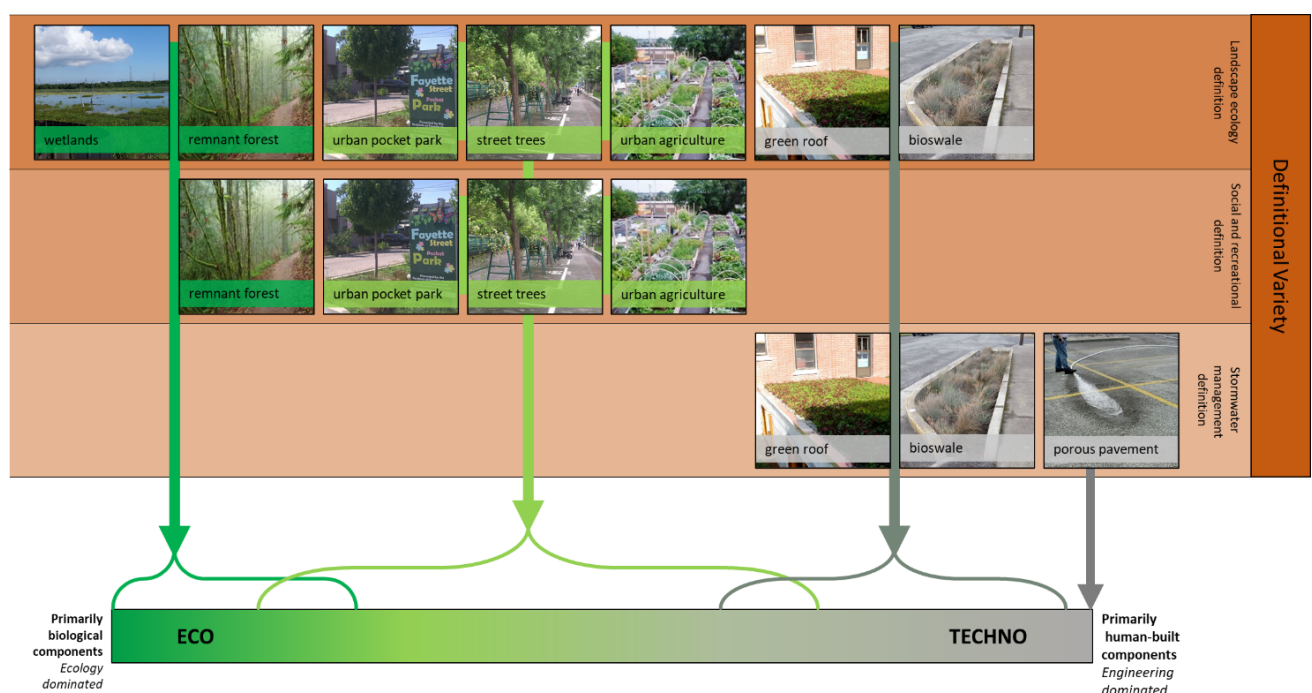 wetlands
remnant forest
Fayette
Street
Pocket
Park
urban pocket park
street trees
urban agriculture
green roof
bioswale
Landscape ecology
definition
remnant forest
Fayette
Street
Pocket
Park
urban pocket park
street trees
urban agriculture
Social and recreational
definition
green roof
bioswale
porous pavement
Stormwater
management
definition
Definitional Variety
Primarily
biological
components
Ecology
dominated
ECO
TECHNO
Primarily
human-built
components
Engineering
dominated